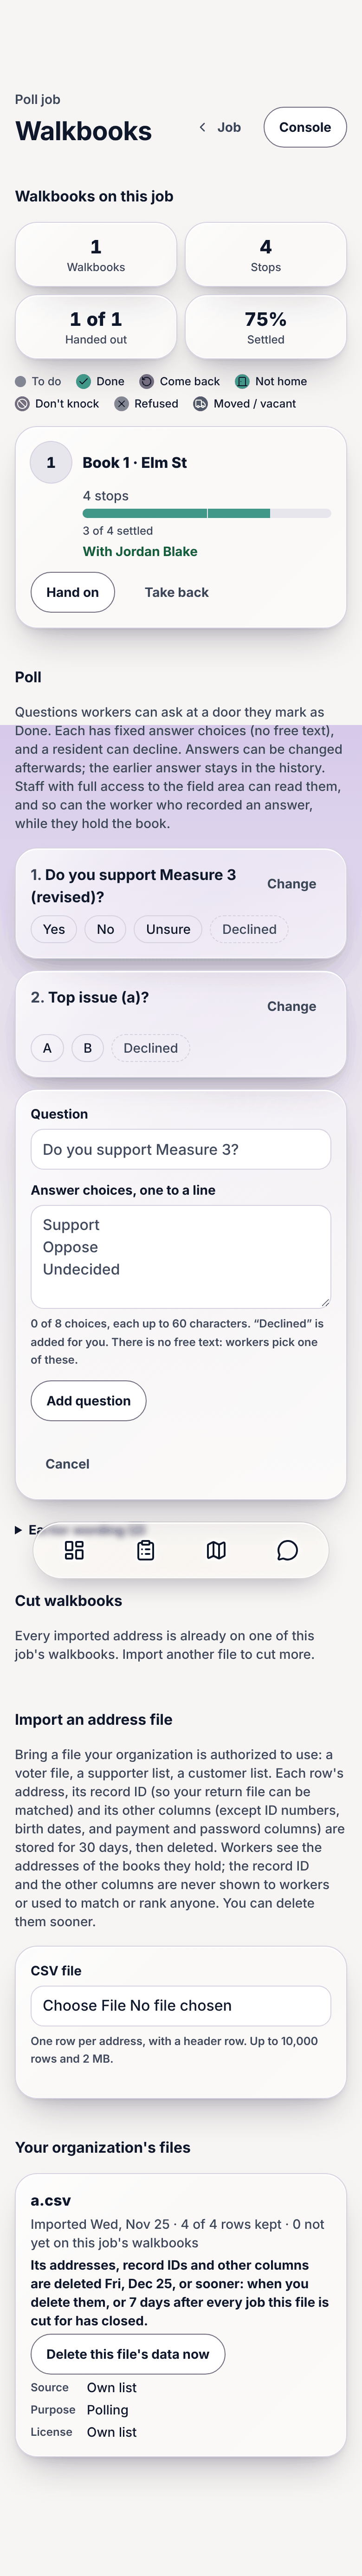 Poll job
Walkbooks
Job
Console
Walkbooks on this job
1
Walkbooks
4
Stops
1 of 1
Handed out
75%
Settled
To do
Done
Come back
Not home
Don't knock
Refused
Moved / vacant
1
Book 1 · Elm St
4 stops
3 of 4 settled
With Jordan Blake
Hand on
Take back
Poll
Questions workers can ask at a door they mark as
Done. Each has fixed answer choices (no free text),
and a resident can decline. Answers can be changed
afterwards; the earlier answer stays in the history.
Staff with full access to the field area can read them,
and so can the worker who recorded an answer,
while they hold the book.
1. Do you support Measure 3
(revised)?
Change
Yes
No
Unsure
Declined
2. Top issue (a)?
Change
A
B
Declined
Question
Do you support Measure 3?
Answer choices, one to a line
Support
Oppose
Undecided
0 of 8 choices, each up to 60 characters. “Declined” is
added for you. There is no free text: workers pick one
of these.
Add question
Cancel
Cut walkbooks
Every imported address is already on one of this
job's walkbooks. Import another file to cut more.
Import an address file
Bring a file your organization is authorized to use: a
voter file, a supporter list, a customer list. Each row's
address, its record ID (so your return file can be
matched) and its other columns (except ID numbers,
birth dates, and payment and password columns) are
stored for 30 days, then deleted. Workers see the
addresses of the books they hold; the record ID
and the other columns are never shown to workers
or used to match or rank anyone. You can delete
them sooner.
CSV file
Choose File No file chosen
One row per address, with a header row. Up to 10,000
rows and 2 MB.
Your organization's files
a.csv
Imported Wed, Nov 25 · 4 of 4 rows kept · 0 not
yet on this job's walkbooks
Its addresses, record IDs and other columns
are deleted Fri, Dec 25, or sooner: when you
delete them, or 7 days after every job this file is
cut for has closed.
Delete this file's data now
Source Own list
Purpose Polling
License Own list